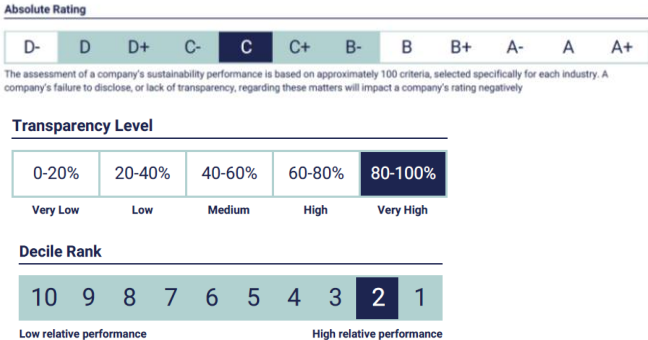 Absolute Rating
D- D D+ C- C C+ B- B B+ A- A A+
The assessment of a company's sustainability performance is based on approximately 100 criteria, selected specifically for each industry. A
company's failure to disclose, or lack of transparency, regarding these matters will impact a company's rating negatively
Transparency Level
0-20% 20-40% 40-60% 60-80% 80-100%
Very Low Low Medium High Very High
Decile Rank
10 9 8 7 6 5 4 3 2 1
Low relative performance High relative performance